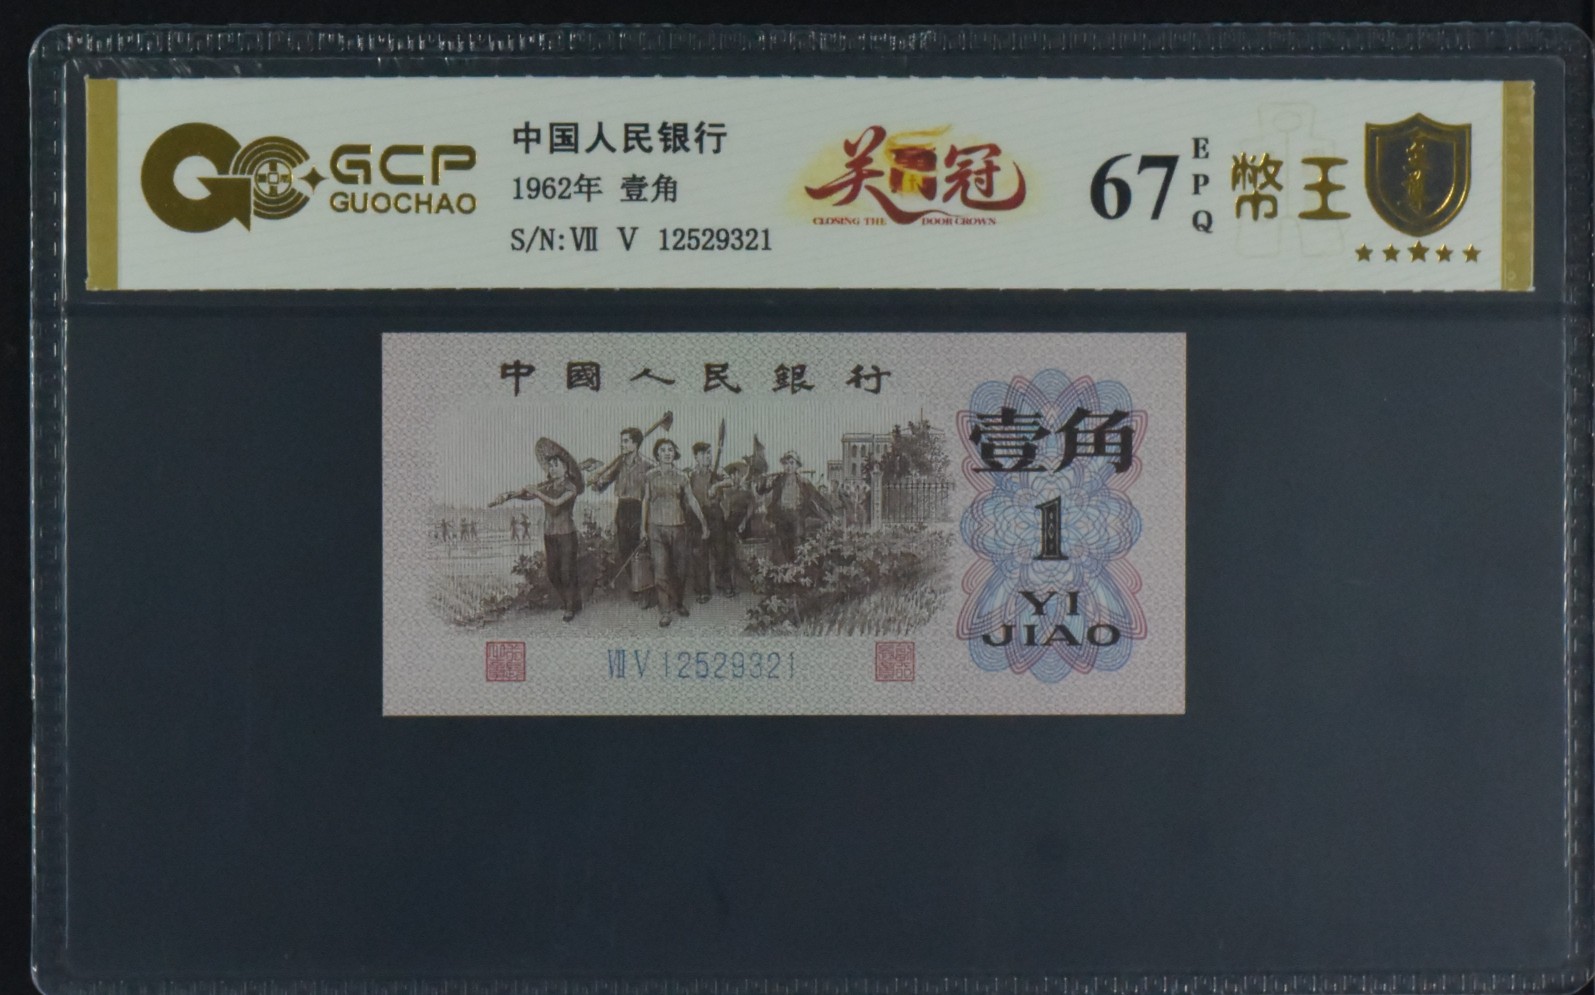 GCP
GUOCHAO
中国人民银行
1962年 壹角
S/N:Ⅶ Ⅴ 12529321
关门冠
CLOSING THE DOOR CROWN
67
EPQ
幣王
中國人民銀行
壹角
1
YI
JIAO
Ⅶ Ⅴ 12529321